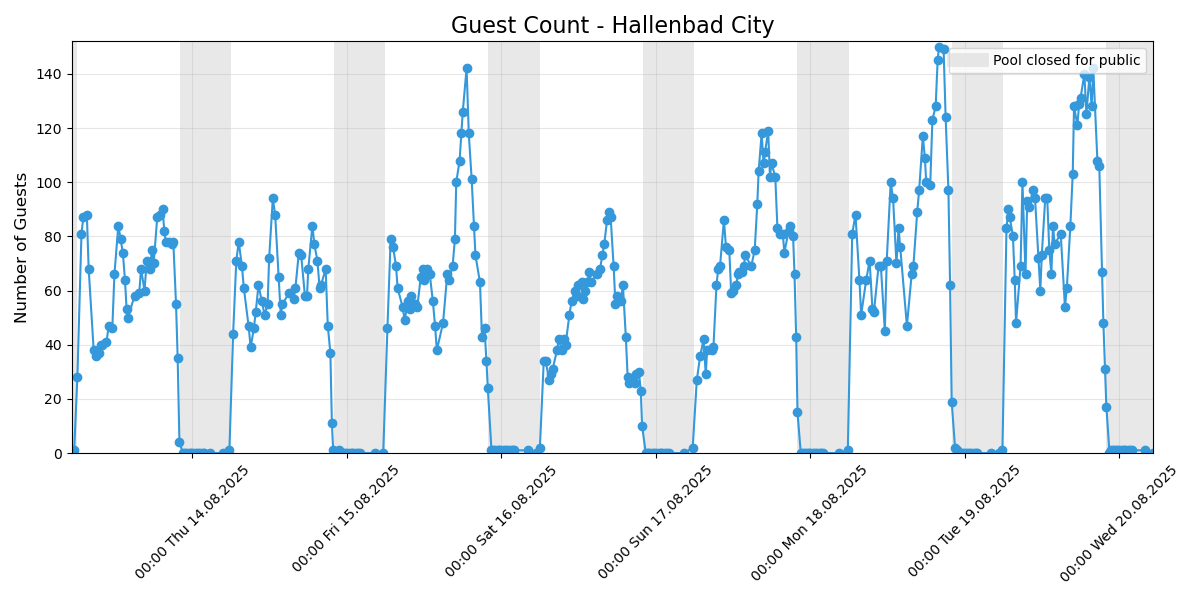 Guest Count - Hallenbad City
Pool closed for public
Number of Guests
140
120
100
80
60
40
20
0
00:00 Thu 14.08.2025
00:00 Fri 15.08.2025
00:00 Sat 16.08.2025
00:00 Sun 17.08.2025
00:00 Mon 18.08.2025
00:00 Tue 19.08.2025
00:00 Wed 20.08.2025